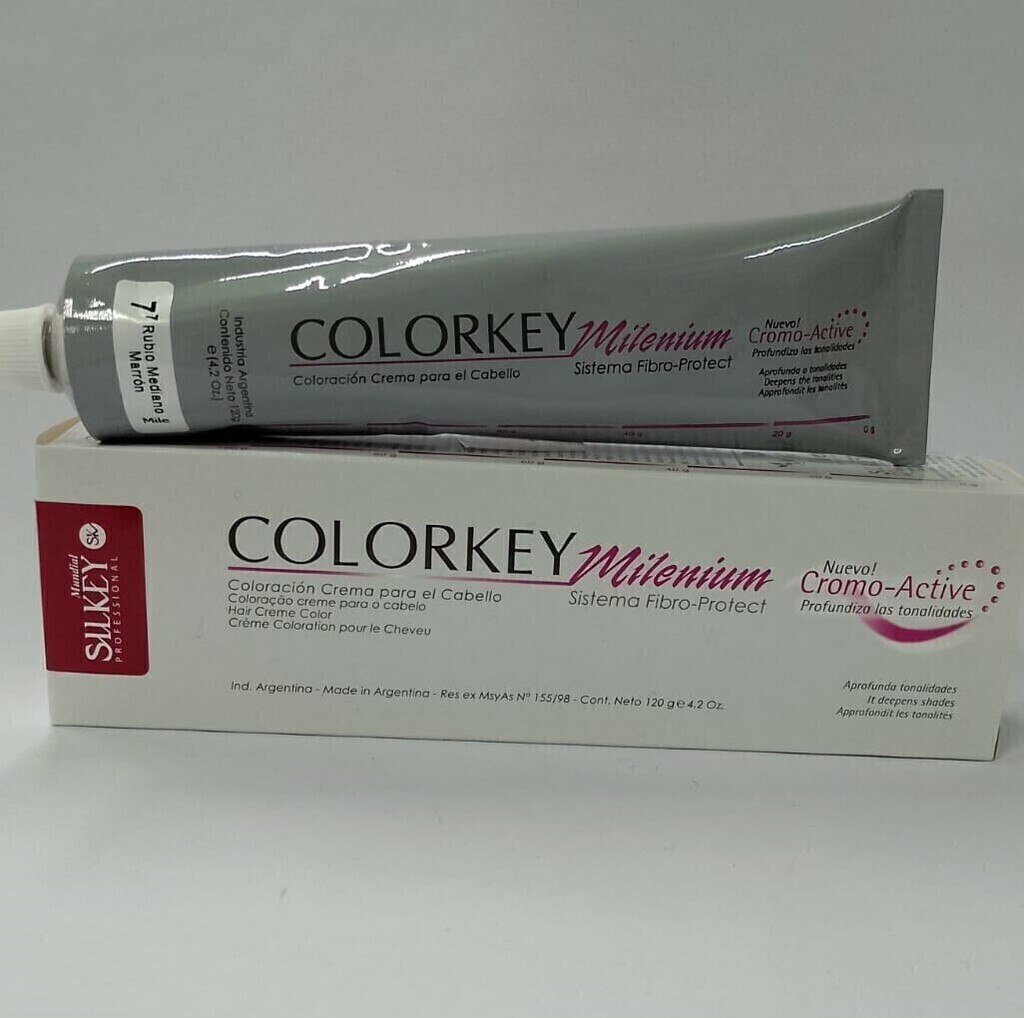 7⁷ Rubio Mediano
Marrón
Mile
Industria Argentina
Contenido Neto 120g
e [4,2 Oz.]
COLORKEY Milenium
Coloración Crema para el Cabello
Sistema Fibro-Protect
Nuevo!
Cromo-Active
Profundiza las tonalidades
Aprofunda a tonalidades
Deepens the tonalities
Approfondit les tonalités
20 g
0 g
Mundial
SILKEY
PROFESSIONAL
SK
COLORKEY Milenium
Coloración Crema para el Cabello
Coloração creme para o cabelo
Hair Creme Color
Crème Coloration pour le Cheveu
Sistema Fibro-Protect
Nuevo!
Cromo-Active
Profundiza las tonalidades
Ind. Argentina - Made in Argentina - Res ex MsyAs N° 155/98 - Cont. Neto 120 g e 4,2 Oz.
Aprofunda tonalidades
It deepens shades
Approfondit les tonalités